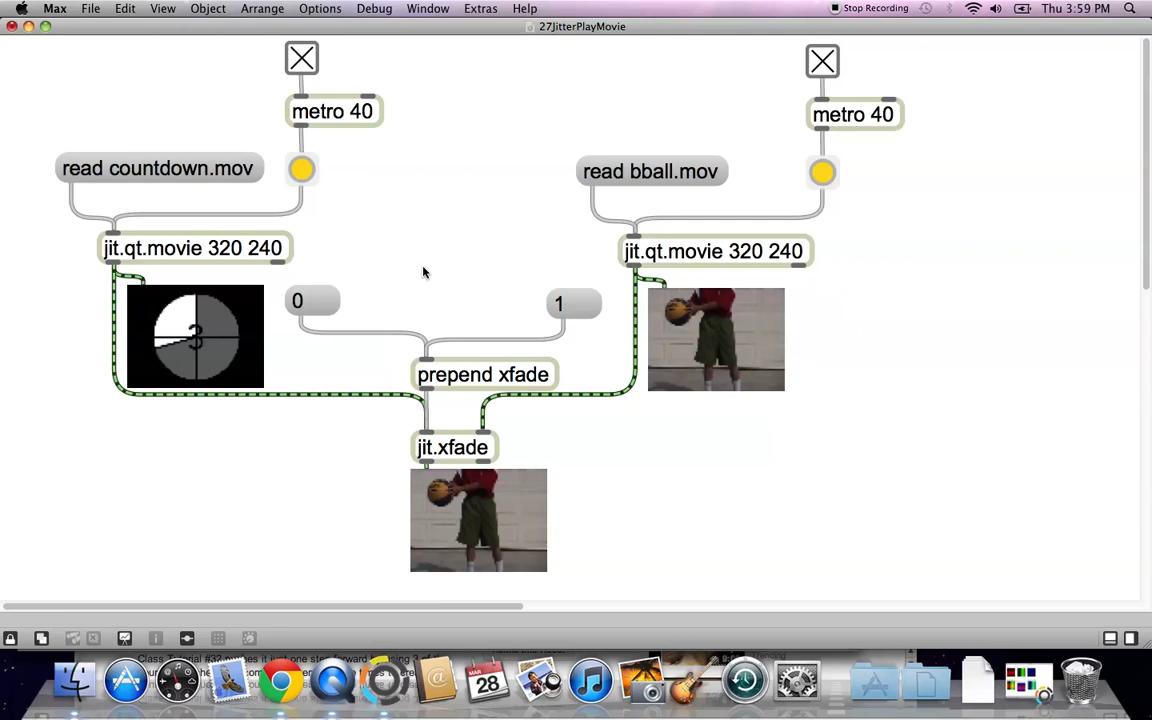 Max File Edit View Object Arrange Options Debug Window Extras Help Stop Recording Thu 3:59 PM
27JitterPlayMovie
metro 40
metro 40
read countdown.mov
read bball.mov
jit.qt.movie 320 240
jit.qt.movie 320 240
3
0
1
prepend xfade
jit.xfade
MAR
28